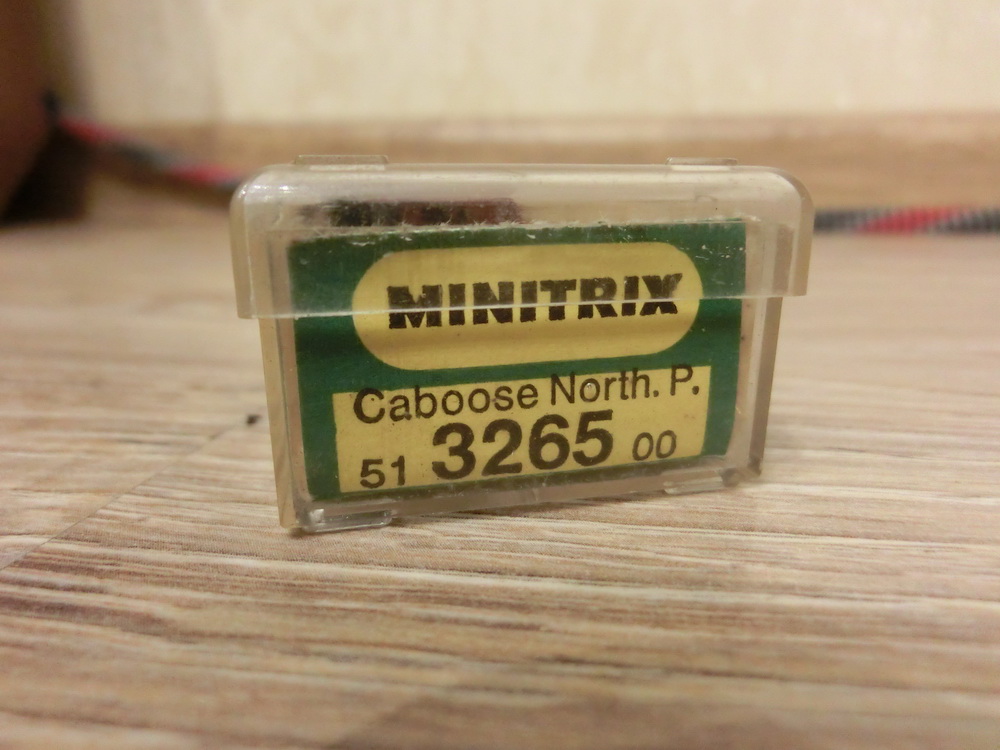 MINITRIX
Caboose North. P.
51 3265 00